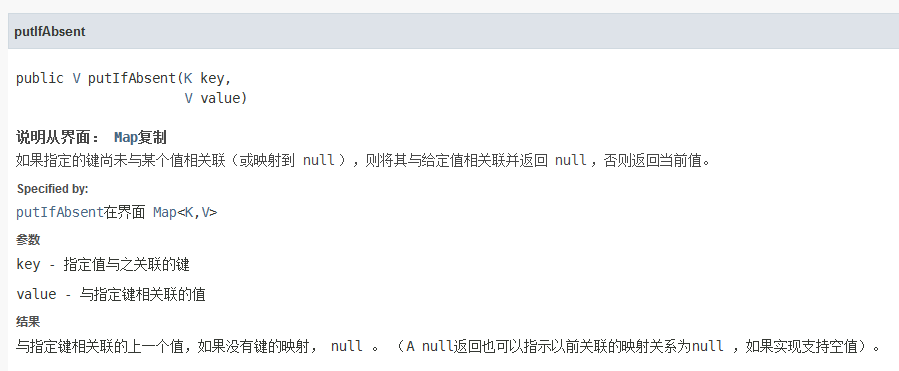 putIfAbsent
public V putIfAbsent(K key,
V value)
说明从界面： Map复制
如果指定的键尚未与某个值相关联（或映射到 null ），则将其与给定值相关联并返回 null ，否则返回当前值。
Specified by:
putIfAbsent在界面 Map<K,V>
参数
key - 指定值与之关联的键
value - 与指定键相关联的值
结果
与指定键相关联的上一个值，如果没有键的映射， null 。 （A null返回也可以指示以前关联的映射关系为null ，如果实现支持空值）。